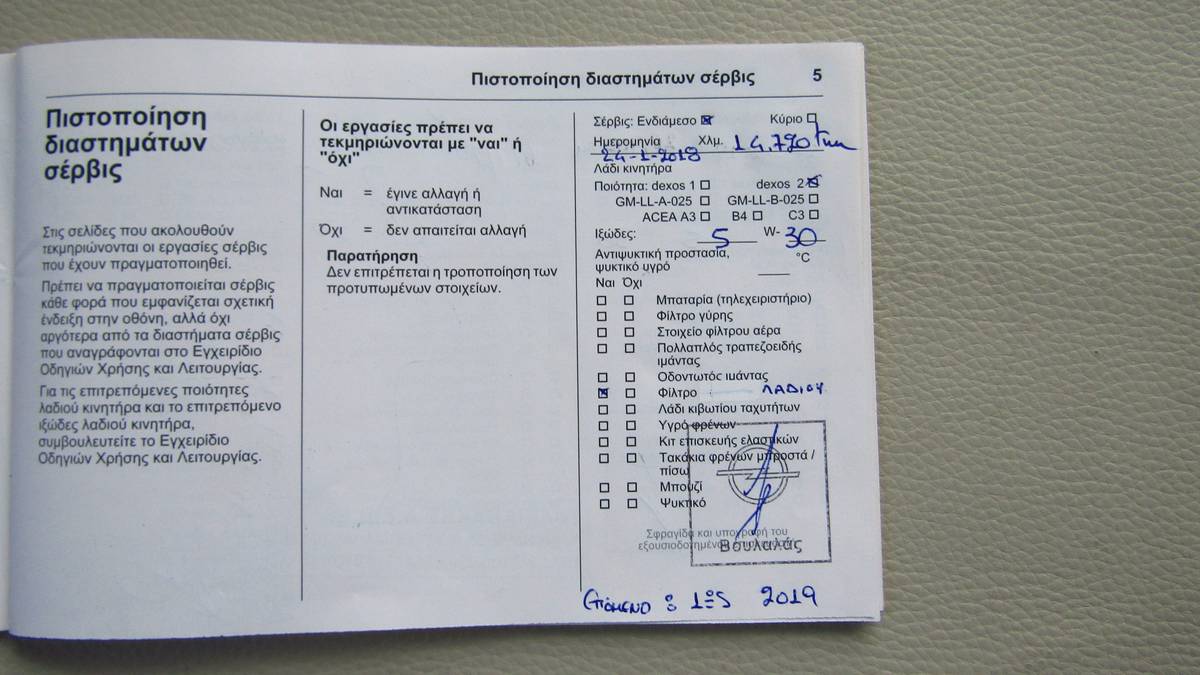 Πιστοποίηση διαστημάτων σέρβις 5
Πιστοποίηση
διαστημάτων
σέρβις
Στις σελίδες που ακολουθούν
τεκμηριώνονται οι εργασίες σέρβις
που έχουν πραγματοποιηθεί.
Πρέπει να πραγματοποιείται σέρβις
κάθε φορά που εμφανίζεται σχετική
ένδειξη στην οθόνη, αλλά όχι
αργότερα από τα διαστήματα σέρβις
που αναγράφονται στο Εγχειρίδιο
Οδηγιών Χρήσης και Λειτουργίας.
Για τις επιτρεπόμενες ποιότητες
λαδιού κινητήρα και το επιτρεπόμενο
ιξώδες λαδιού κινητήρα,
συμβουλευτείτε το Εγχειρίδιο
Οδηγιών Χρήσης και Λειτουργίας.
Οι εργασίες πρέπει να
τεκμηριώνονται με "ναι" ή
"όχι"
Ναι = έγινε αλλαγή ή
αντικατάσταση
Όχι = δεν απαιτείται αλλαγή
Παρατήρηση
Δεν επιτρέπεται η τροποποίηση των
προτυπωμένων στοιχείων.
Σέρβις: Ενδιάμεσο Κύριο
Ημερομηνία Χλμ. 14.720
24-1-2018
Λάδι κινητήρα
Ποιότητα: dexos 1 dexos 2
GM-LL-A-025 GM-LL-B-025
ACEA A3 B4 C3
Ιξώδες: 5 W- 30
Αντιψυκτική προστασία,
ψυκτικό υγρό °C
Ναι Όχι
Μπαταρία (τηλεχειριστήριο)
Φίλτρο γύρης
Στοιχείο φίλτρου αέρα
Πολλαπλός τραπεζοειδής
ιμάντας
Οδοντωτός ιμάντας
Φίλτρο ΛΑΔΙΟΥ
Λάδι κιβωτίου ταχυτήτων
Υγρό φρένων
Κιτ επισκευής ελαστικών
Τακάκια φρένων μπροστά /
πίσω
Μπουζί
Ψυκτικό
Σφραγίδα και υπογραφή του
εξουσιοδοτημένου
Βουλαλάς
ΕΠΟΜΕΝΟ : 1ος 2019